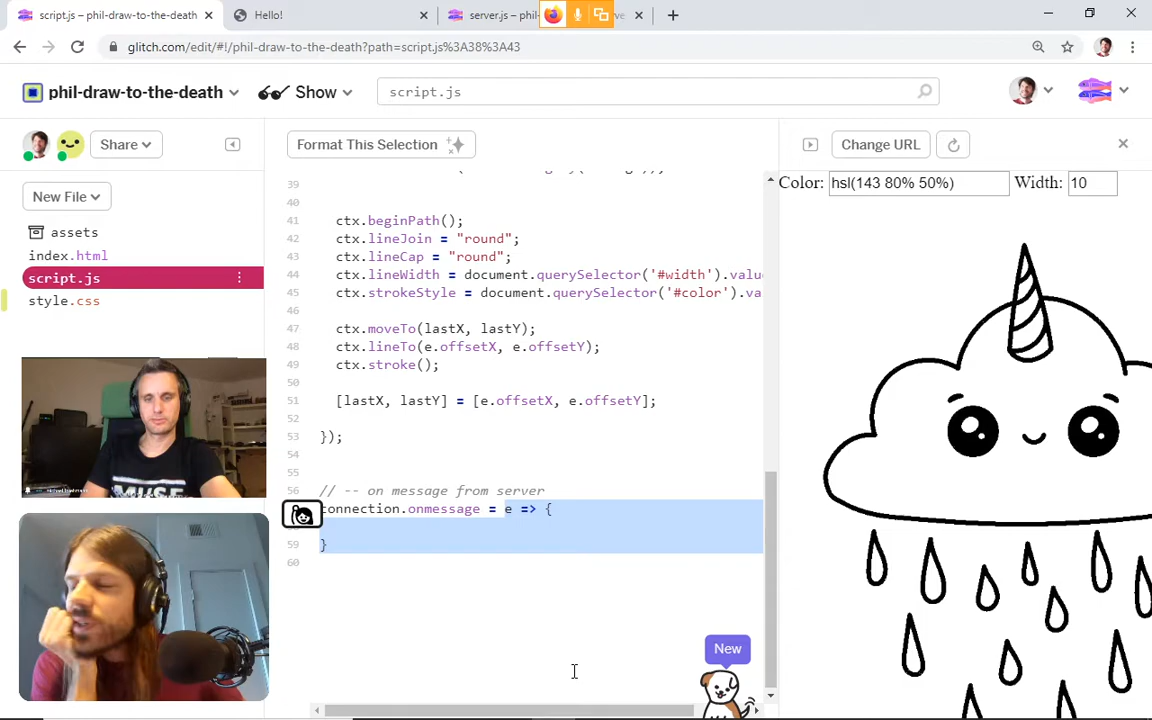 script.js – phil-draw-to-the-death
Hello!
server.js – phil-
glitch.com/edit/#!/phil-draw-to-the-death?path=script.js%3A38%3A43
phil-draw-to-the-death
Show
script.js
Share
Format This Selection
Change URL
New File
Color: hsl(143 80% 50%) Width: 10
assets
index.html
script.js
style.css
39
40
41 ctx.beginPath();
42 ctx.lineJoin = "round";
43 ctx.lineCap = "round";
44 ctx.lineWidth = document.querySelector('#width').valu
45 ctx.strokeStyle = document.querySelector('#color').va
46
47 ctx.moveTo(lastX, lastY);
48 ctx.lineTo(e.offsetX, e.offsetY);
49 ctx.stroke();
50
51 [lastX, lastY] = [e.offsetX, e.offsetY];
52
53 });
54
55
56 // -- on message from server
connection.onmessage = e => {
59 }
60
MUSE
New